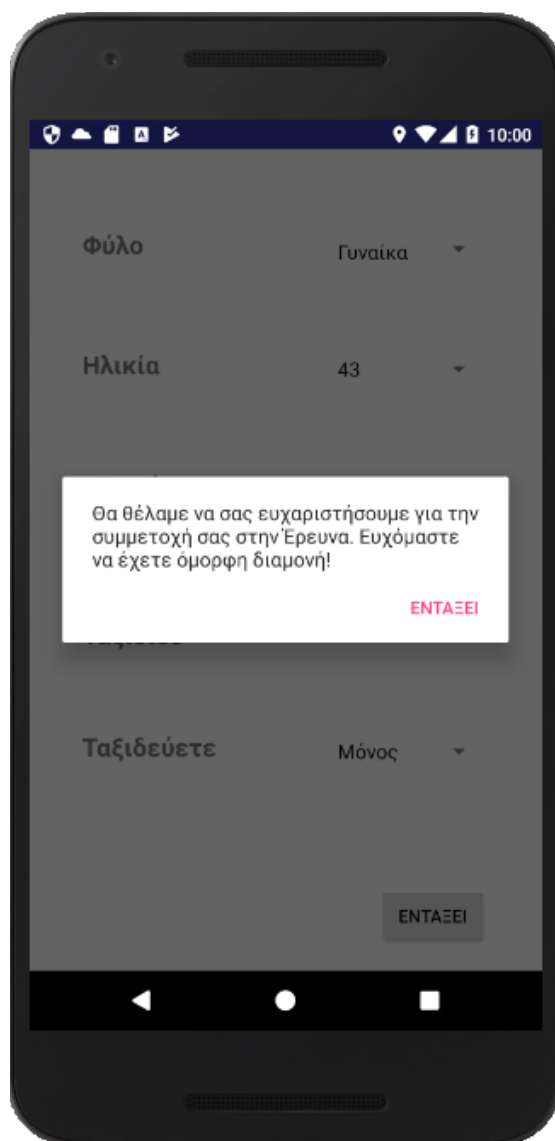 10:00
Φύλο Γυναίκα
Ηλικία 43
Θα θέλαμε να σας ευχαριστήσουμε για την
συμμετοχή σας στην Έρευνα. Ευχόμαστε
να έχετε όμορφη διαμονή!
ΕΝΤΑΞΕΙ
Ταξιδεύετε Μόνος
ΕΝΤΑΞΕΙ